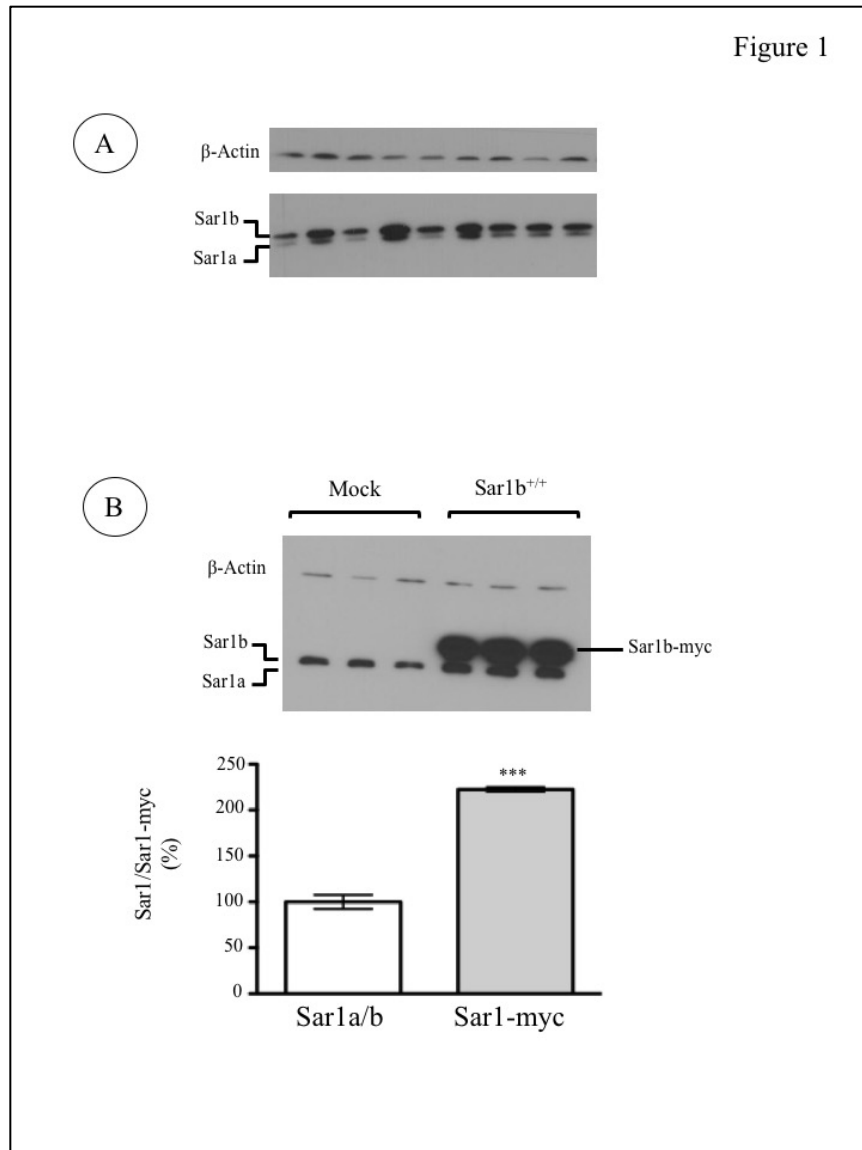 Figure 1
A
β-Actin
Sar1b
Sar1a
B
Mock
Sar1b+/+
β-Actin
Sar1b
Sar1a
Sar1b-myc
Sar1/Sar1-myc
(%)
250
200
150
100
50
0
***
Sar1a/b
Sar1-myc